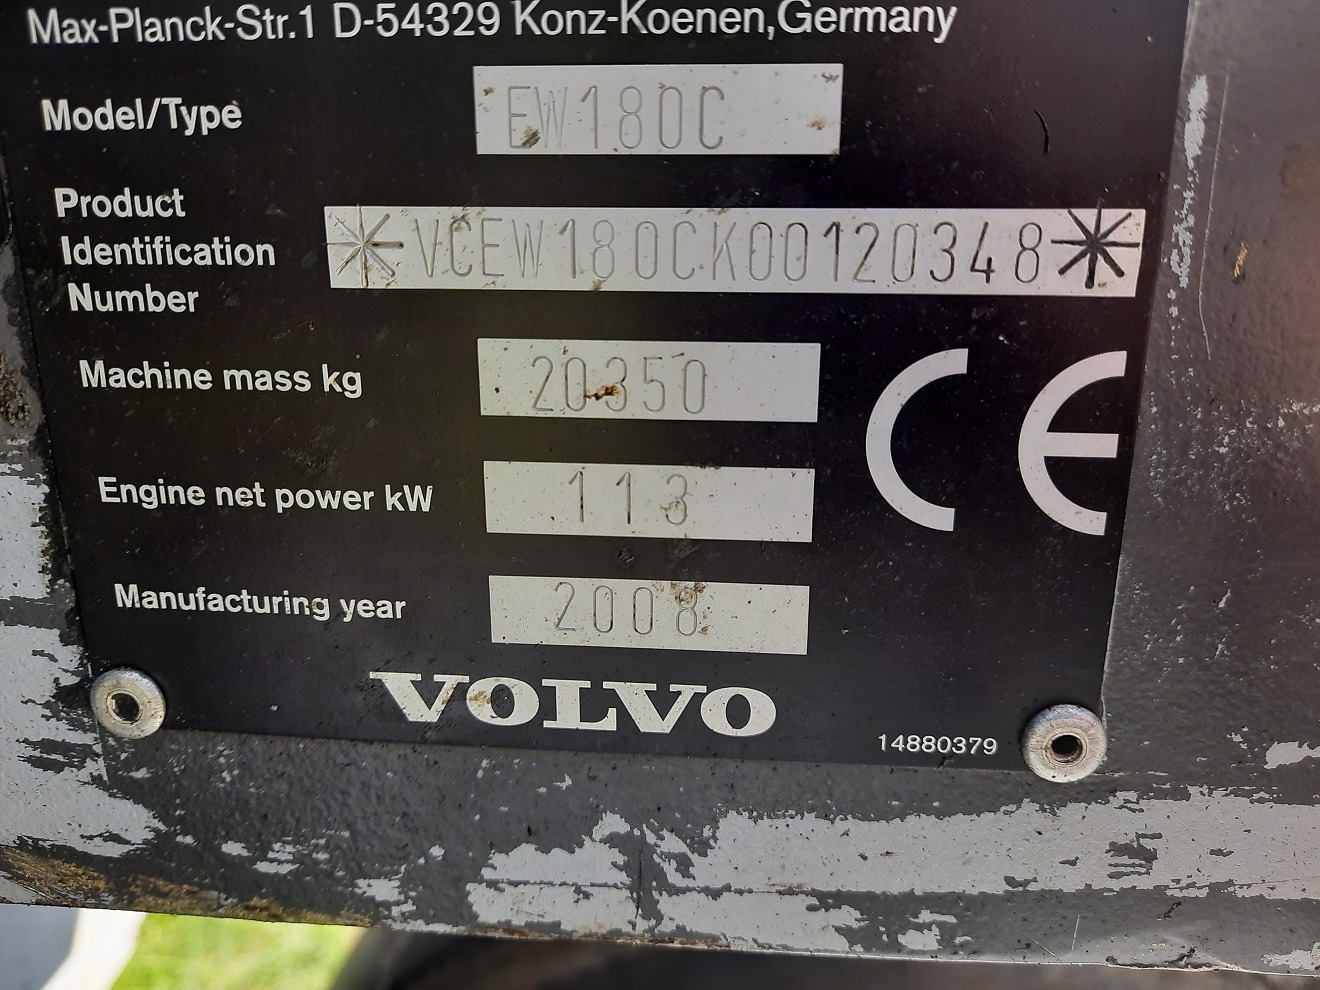 Max-Planck-Str.1 D-54329 Konz-Koenen,Germany
Model/Type EW180C
Product
Identification *VCEW180CK00120348*
Number
Machine mass kg 20350
CE
Engine net power kW 113
Manufacturing year 2008
VOLVO
14880379